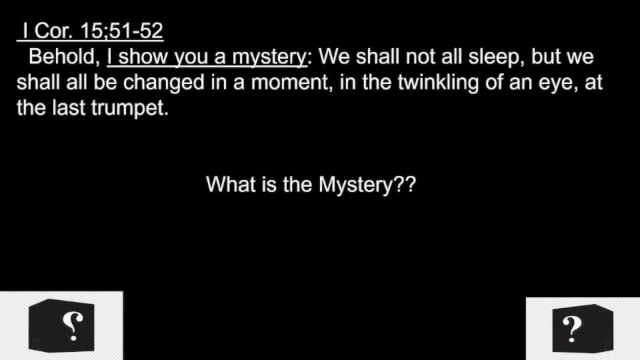 I Cor. 15;51-52
Behold, I show you a mystery: We shall not all sleep, but we
shall all be changed in a moment, in the twinkling of an eye, at
the last trumpet.
What is the Mystery??
?
?